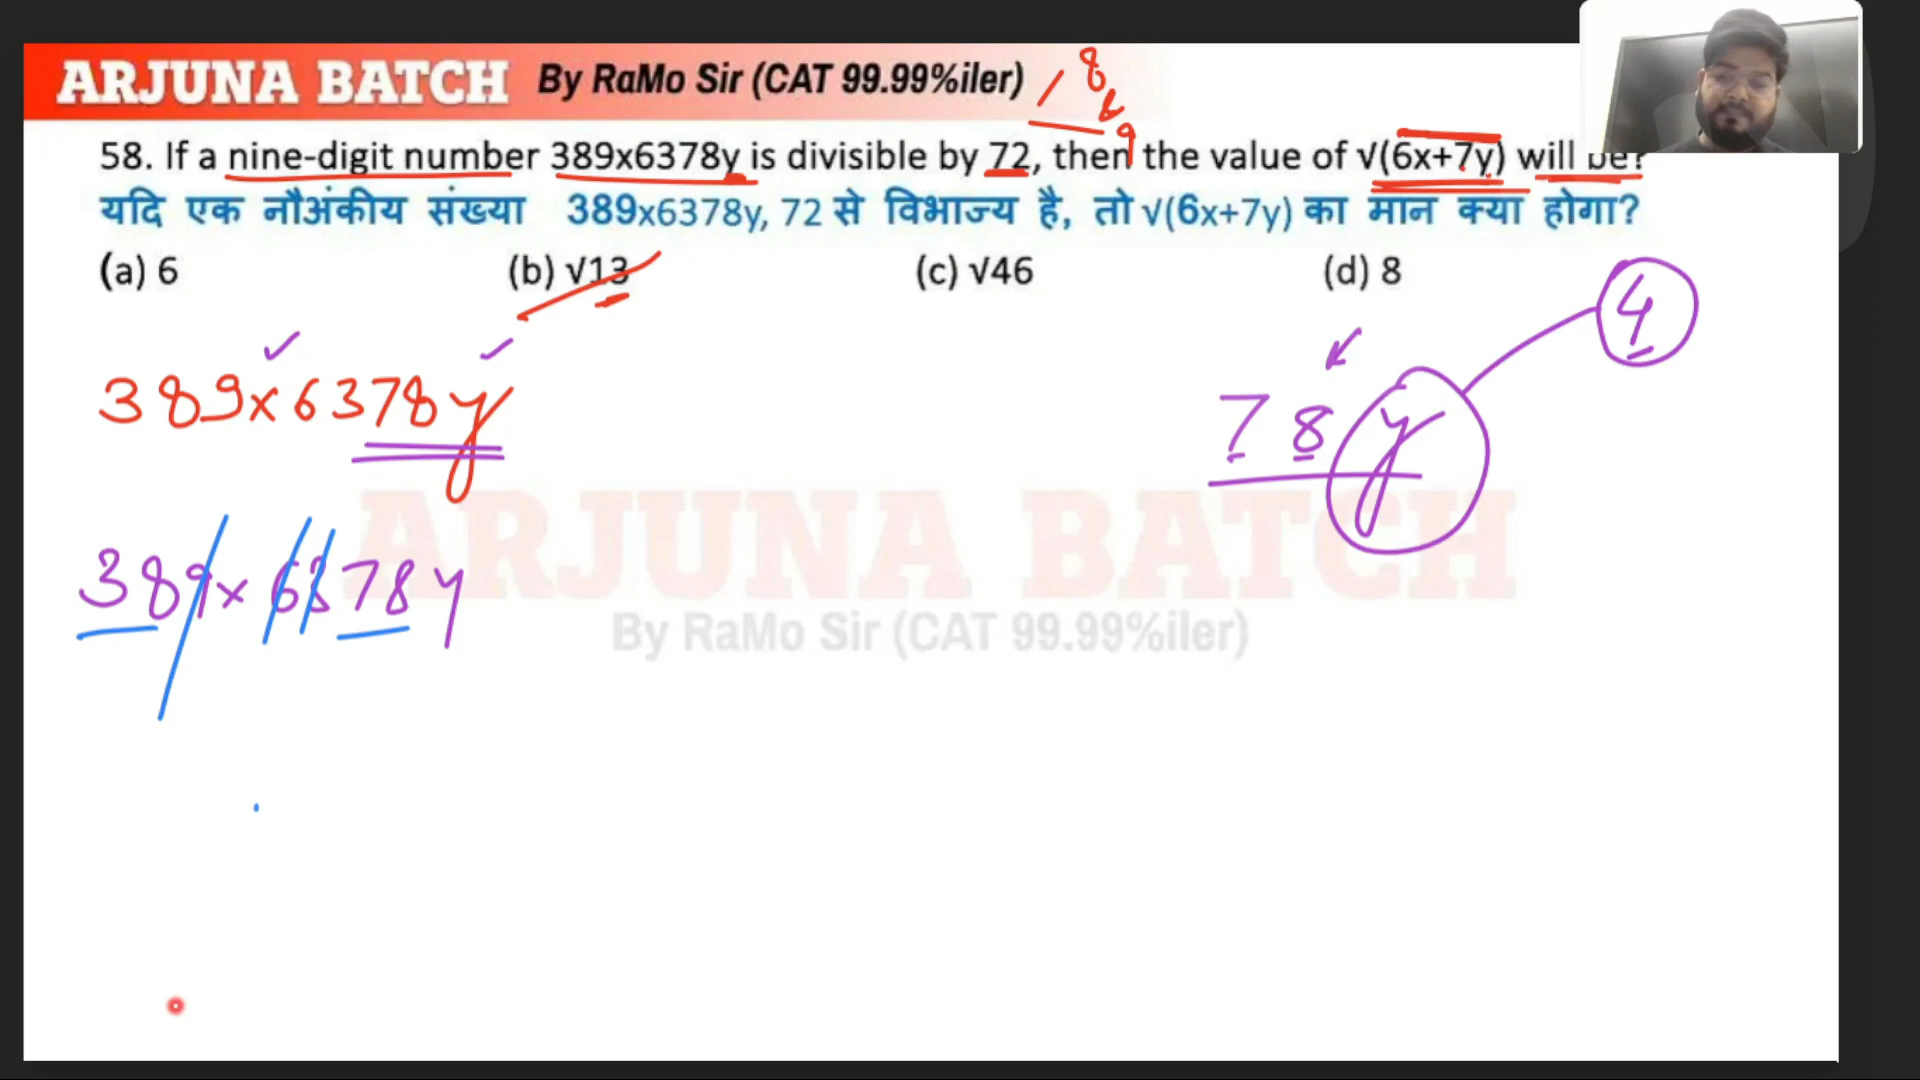 ARJUNA BATCH By RaMo Sir (CAT 99.99%iler)
8
&
9
58. If a nine-digit number 389x6378y is divisible by 72, then the value of √(6x+7y) will be?
यदि एक नौअंकीय संख्या 389x6378y, 72 से विभाज्य है, तो √(6x+7y) का मान क्या होगा?
(a) 6 (b) √13 (c) √46 (d) 8
4
389x6378y
78y
389x6378y
ARJUNA BATCH
By RaMo Sir (CAT 99.99%iler)